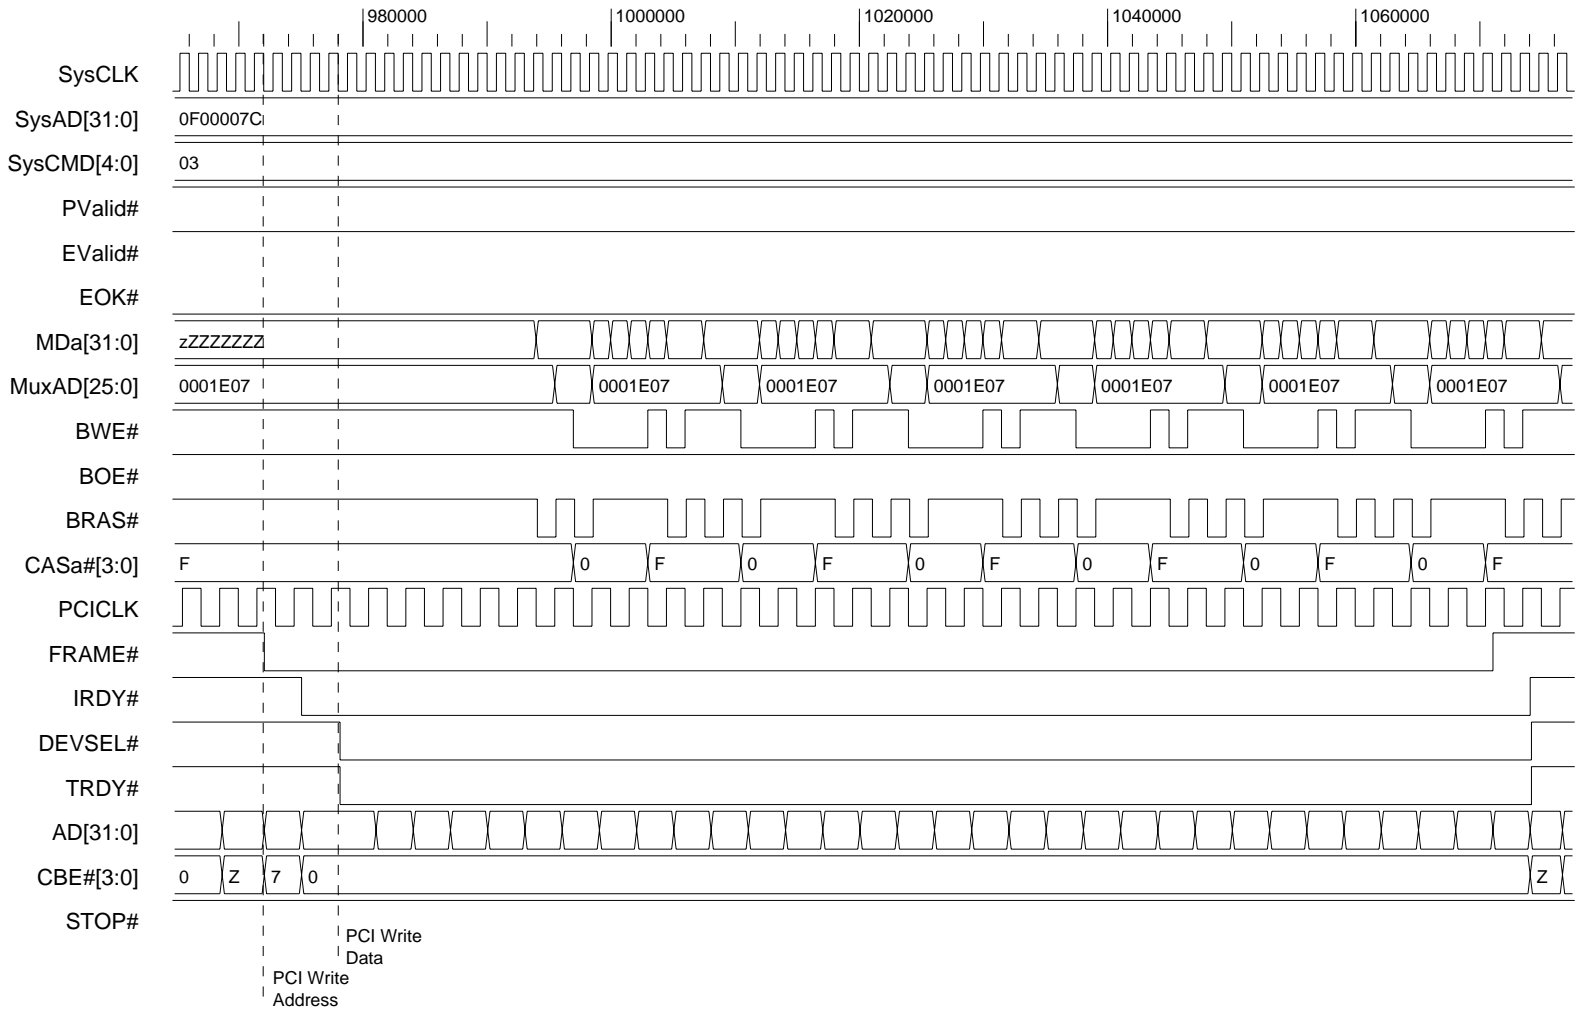 980000 1000000 1020000 1040000 1060000
SysCLK
SysAD[31:0] 0F00007C
SysCMD[4:0] 03
PValid#
EValid#
EOK#
MDa[31:0] zZZZZZZZ
MuxAD[25:0] 0001E07 0001E07 0001E07 0001E07 0001E07 0001E07 0001E07
BWE#
BOE#
BRAS#
CASa#[3:0] F 0 F 0 F 0 F 0 F 0 F 0 F
PCICLK
FRAME#
IRDY#
DEVSEL#
TRDY#
AD[31:0]
CBE#[3:0] 0 Z 7 0 Z
STOP#
PCI Write
Data
PCI Write
Address